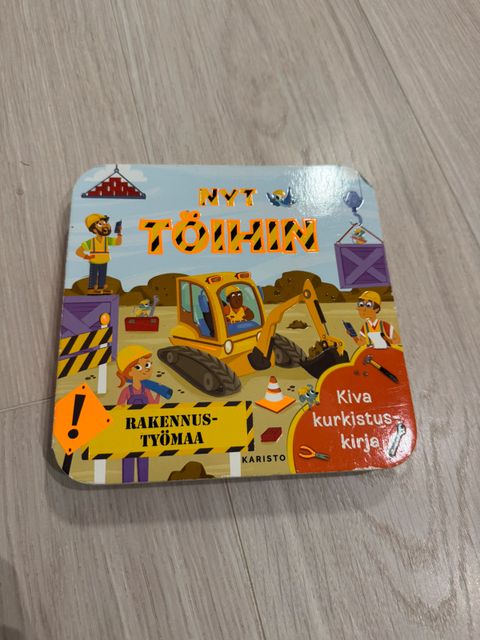 NYT
TÖIHIN
RAKENNUS-
TYÖMAA
Kiva
kurkistus-
kirja
KARISTO